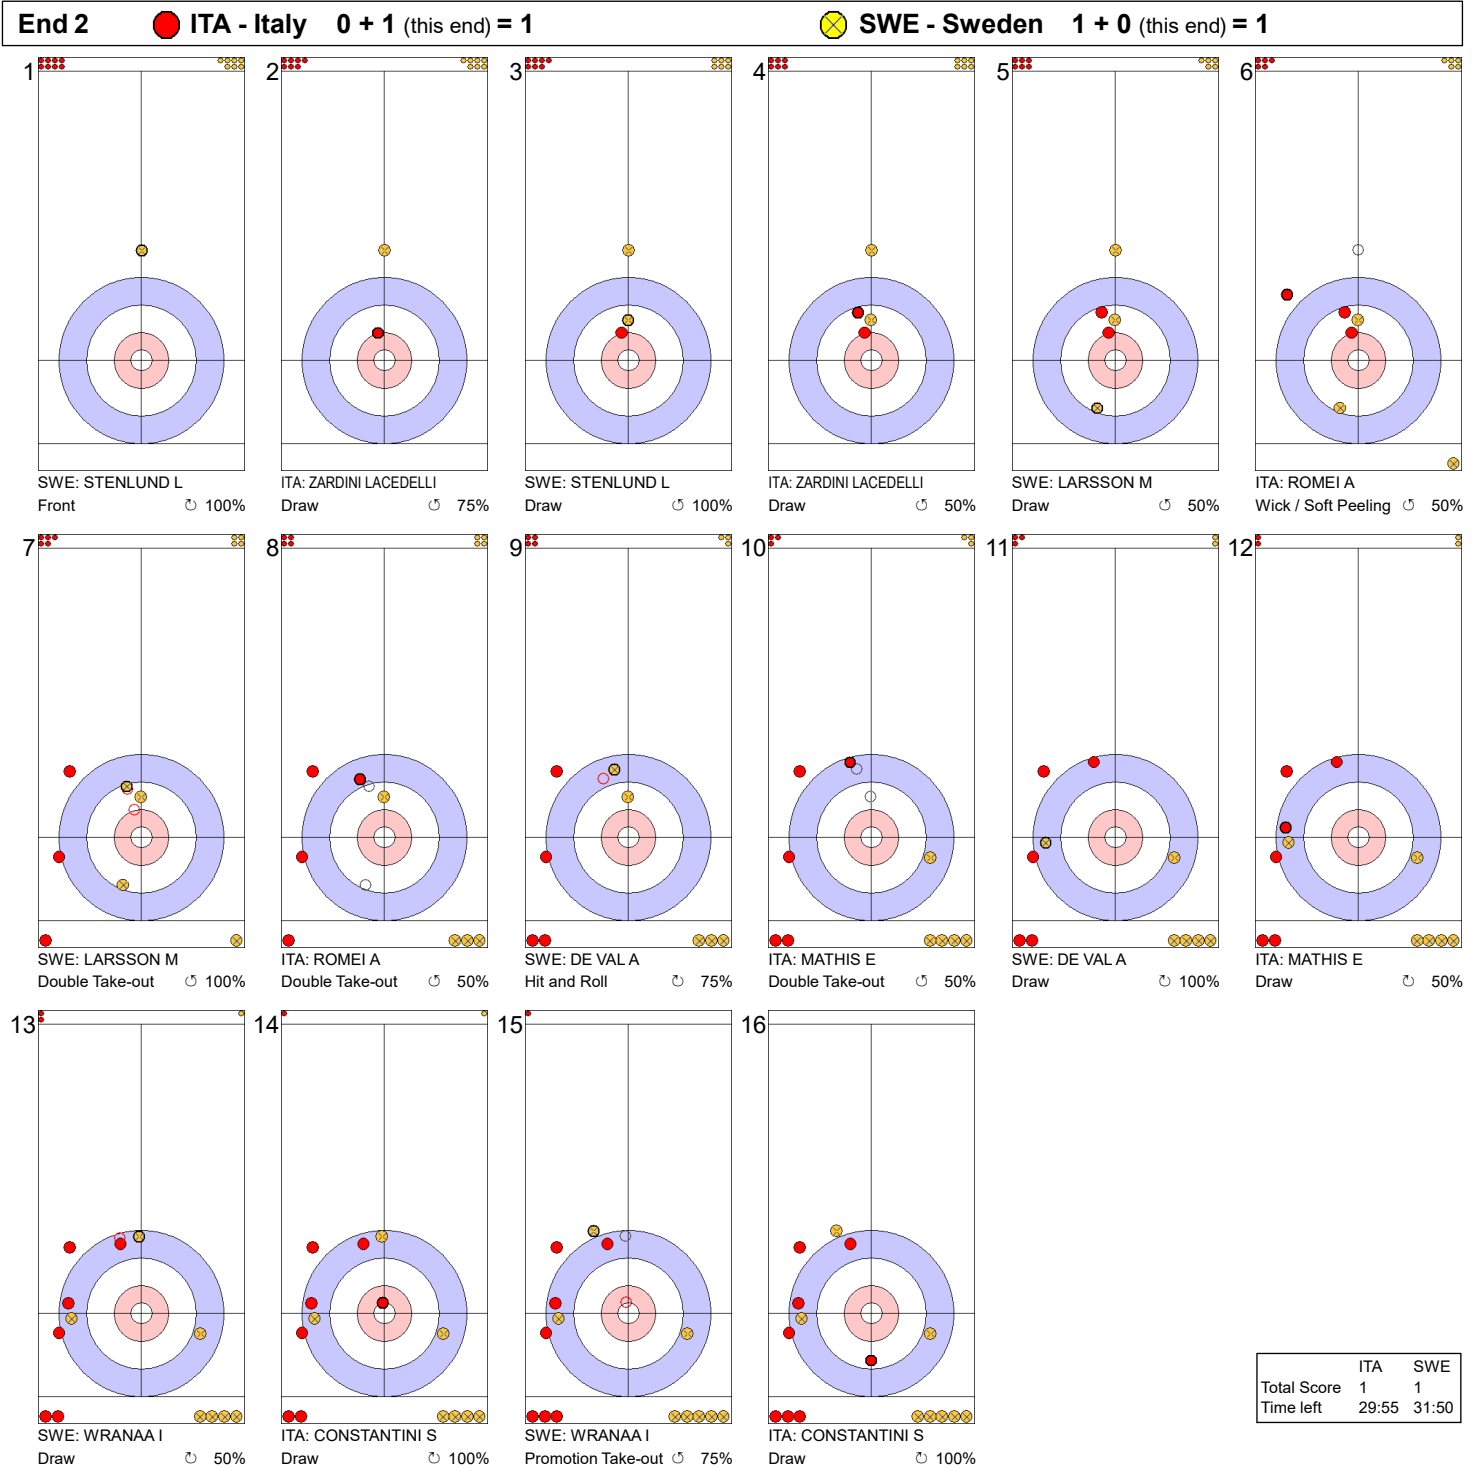 End 2 ITA - Italy 0 + 1 (this end) = 1 SWE - Sweden 1 + 0 (this end) = 1
1 2 3 4 5 6
SWE: STENLUND L ITA: ZARDINI LACEDELLI SWE: STENLUND L ITA: ZARDINI LACEDELLI SWE: LARSSON M ITA: ROMEI A
Front ↻ 100% Draw ↺ 75% Draw ↺ 100% Draw ↺ 50% Draw ↺ 50% Wick / Soft Peeling ↺ 50%
7 8 9 10 11 12
SWE: LARSSON M ITA: ROMEI A SWE: DE VAL A ITA: MATHIS E SWE: DE VAL A ITA: MATHIS E
Double Take-out ↺ 100% Double Take-out ↺ 50% Hit and Roll ↻ 75% Double Take-out ↺ 50% Draw ↻ 100% Draw ↻ 50%
13 14 15 16
SWE: WRANAA I ITA: CONSTANTINI S SWE: WRANAA I ITA: CONSTANTINI S
Draw ↻ 50% Draw ↻ 100% Promotion Take-out ↺ 75% Draw ↻ 100%
ITA SWE
Total Score 1 1
Time left 29:55 31:50